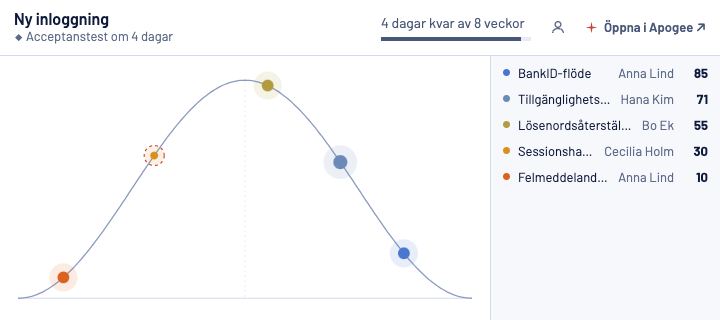 Ny inloggning
Acceptanstest om 4 dagar
4 dagar kvar av 8 veckor
Öppna i Apogee
BankID-flöde Anna Lind 85
Tillgänglighets... Hana Kim 71
Lösenordsåterstäl... Bo Ek 55
Sessionsha... Cecilia Holm 30
Felmeddeland... Anna Lind 10